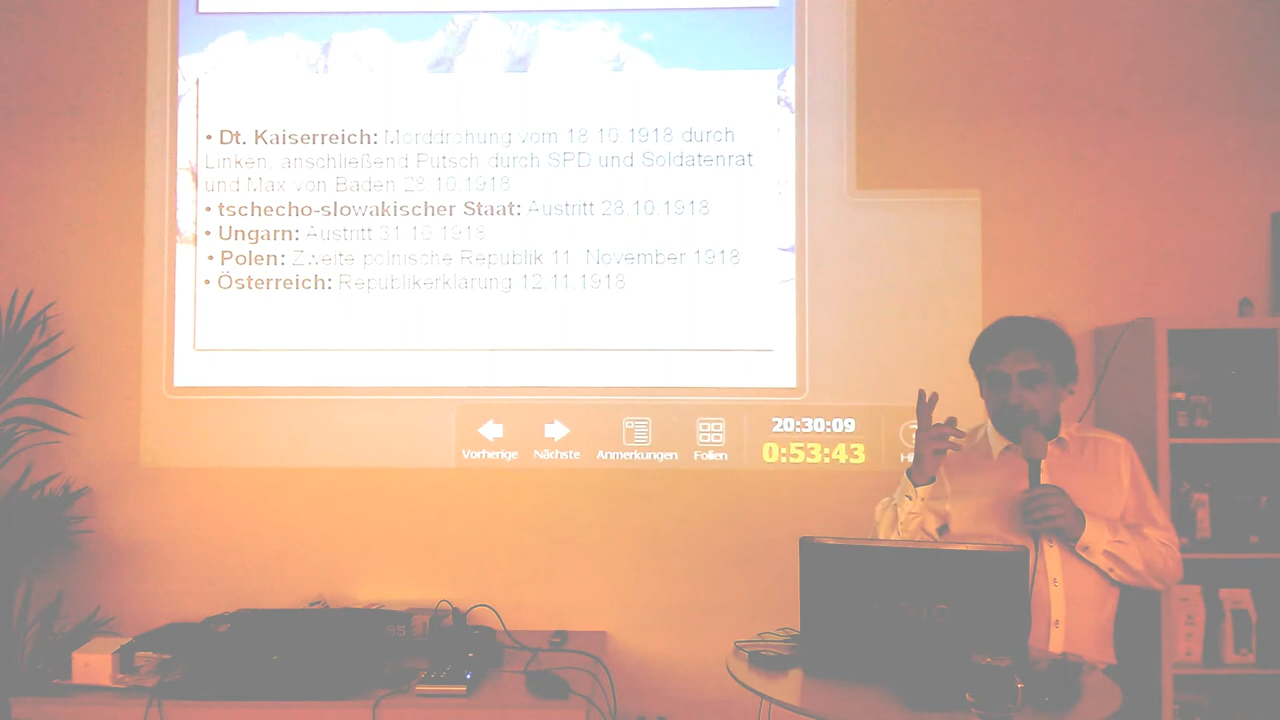 • Dt. Kaiserreich: Morddrohung vom 18.10.1918 durch
Linken, anschließend Putsch durch SPD und Soldatenrat
und Max von Baden 28.10.1918
• tschecho-slowakischer Staat: Austritt 28.10.1918
• Ungarn: Austritt 31.10.1918
• Polen: Zweite polnische Republik 11. November 1918
• Österreich: Republikerklärung 12.11.1918
Vorherige
Nächste
Anmerkungen
Folien
20:30:09
0:53:43